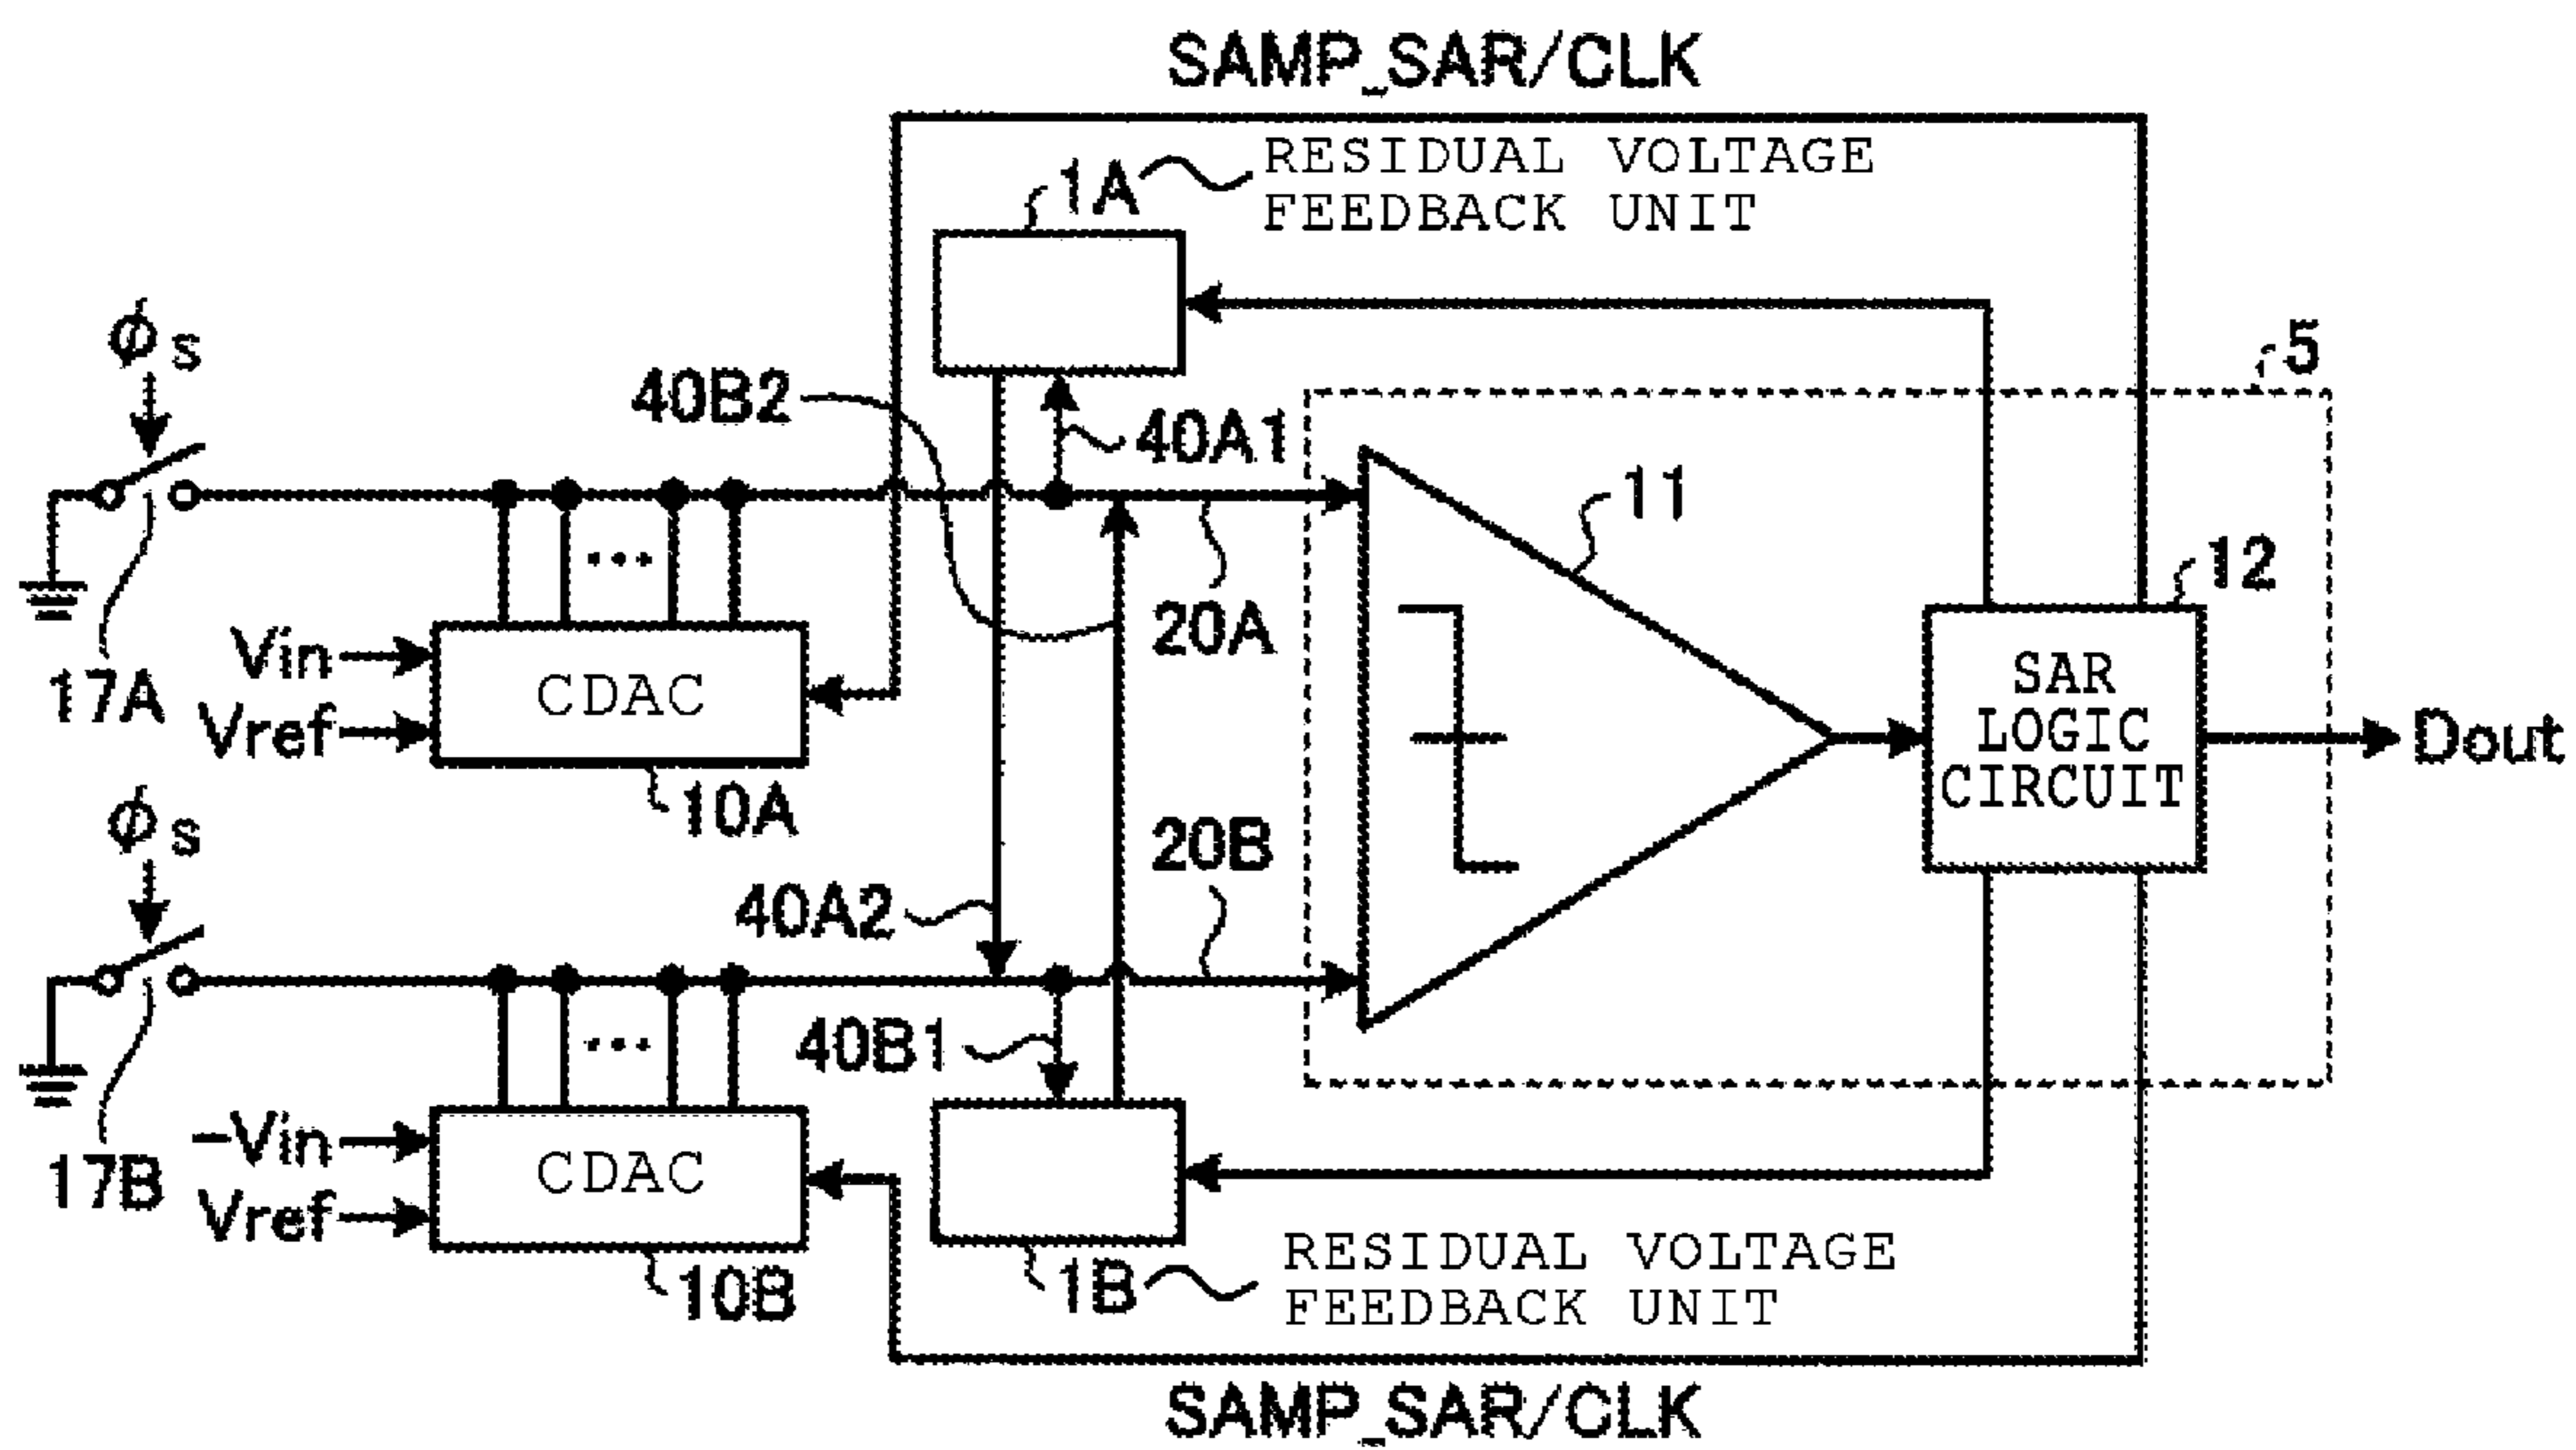 SAMP_SAR/CLK
1A
RESIDUAL VOLTAGE
FEEDBACK UNIT
ϕs
5
40B2
40A1
11
12
20A
Vin
17A
CDAC
Vref
SAR
LOGIC
CIRCUIT
Dout
10A
ϕs
20B
40A2
40B1
-Vin
17B
CDAC
Vref
10B
1B
RESIDUAL VOLTAGE
FEEDBACK UNIT
SAMP_SAR/CLK